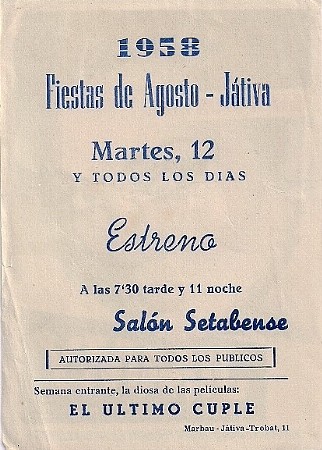 1958
Fiestas de Agosto - Játiva
Martes, 12
Y TODOS LOS DIAS
Estreno
A las 7'30 tarde y 11 noche
Salón Setabense
AUTORIZADA PARA TODOS LOS PUBLICOS
Semana entrante, la diosa de las películas:
EL ULTIMO CUPLE
Marbau - Játiva-Trobat, 11